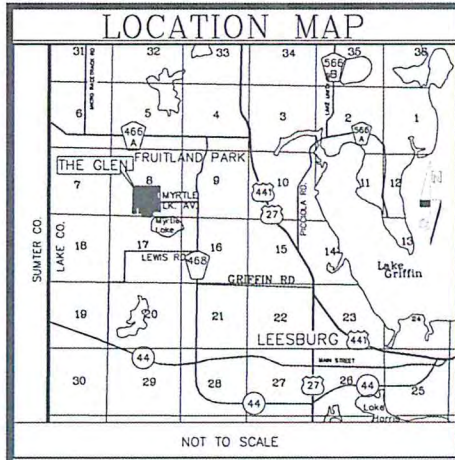 LOCATION MAP
31 32 33 34 35 36
566 B
6 5 4 3 2 1
466 A
566 A
THE GLEN
FRUITLAND PARK
7 8 9 10 11 12
MYRTLE
LK. AV.
441
27
PICCIOLA RD.
13
Myrtle
Lake
SUMTER CO.
LAKE CO.
18 17 16 15 14
LEWIS RD.
468
Lake
Griffin
GRIFFIN RD
19 20 21 22 23 24
LEESBURG
441
MAIN STREET
44
30 29 28 27 27 26 44 25
44
Lake
Harris
NOT TO SCALE